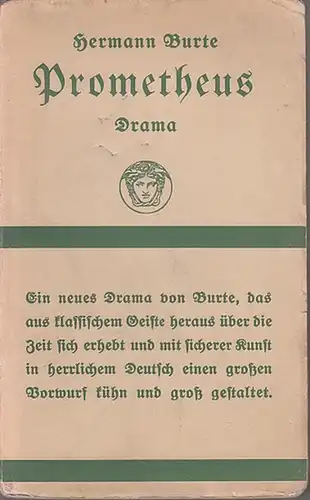 Hermann Burte
Prometheus
Drama
Ein neues Drama von Burte, das
aus klassischem Geiste heraus über die
Zeit sich erhebt und mit sicherer Kunst
in herrlichem Deutsch einen großen
Vorwurf kühn und groß gestaltet.